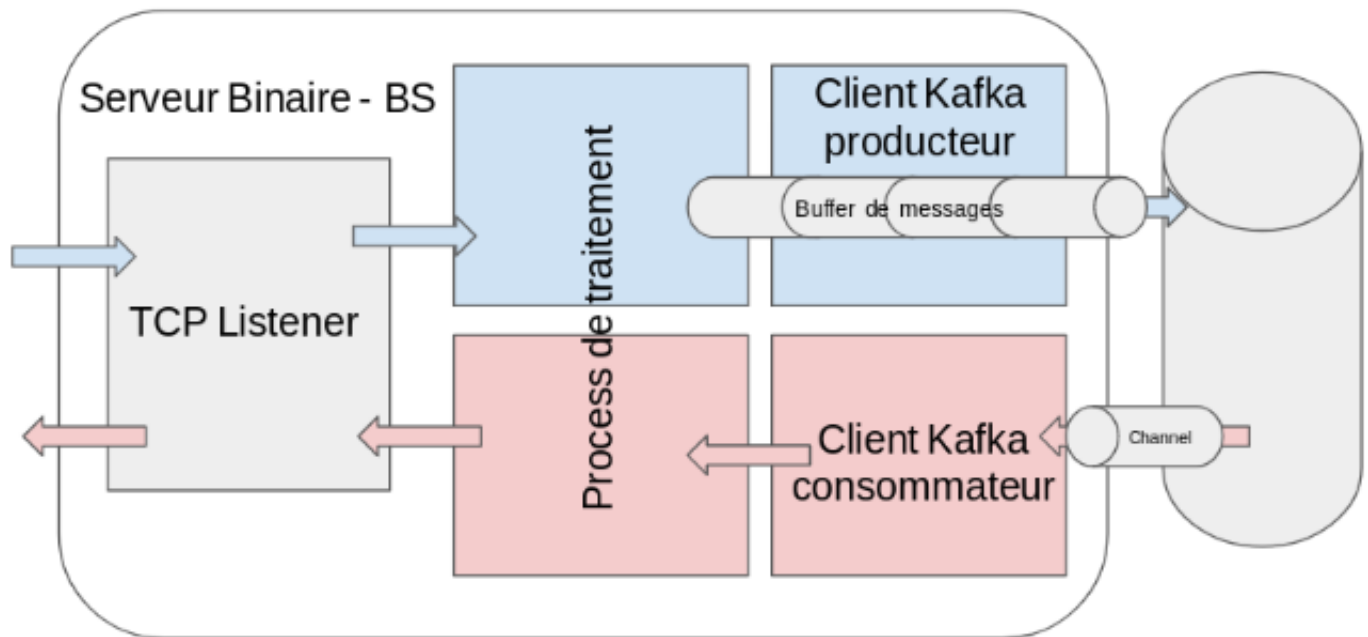 Serveur Binaire - BS
TCP Listener
Process de traitement
Client Kafka
producteur
Buffer de messages
Client Kafka
consommateur
Channel